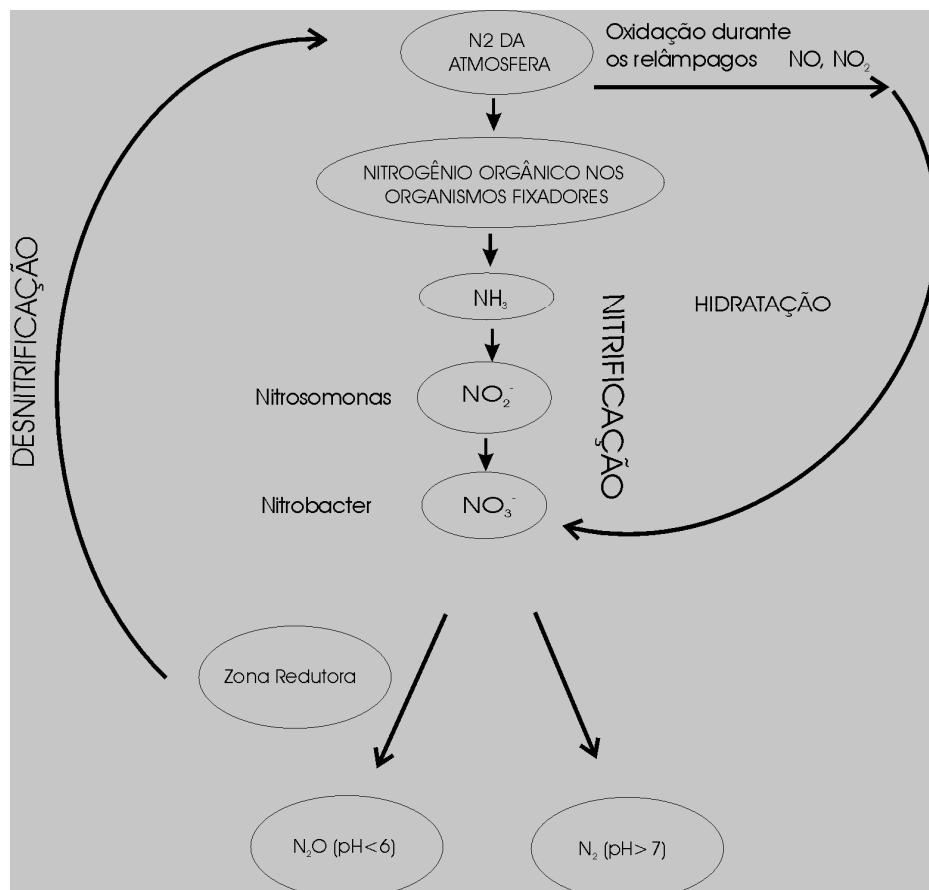 N2 DA
ATMOSFERA
Oxidação durante
os relâmpagos NO, NO₂
NITROGÊNIO ORGÂNICO NOS
ORGANISMOS FIXADORES
NH₃
HIDRATAÇÃO
DESNITRIFICAÇÃO
NITRIFICAÇÃO
Nitrosomonas
NO₂⁻
Nitrobacter
NO₃⁻
Zona Redutora
N₂O (pH<6)
N₂ (pH>7)